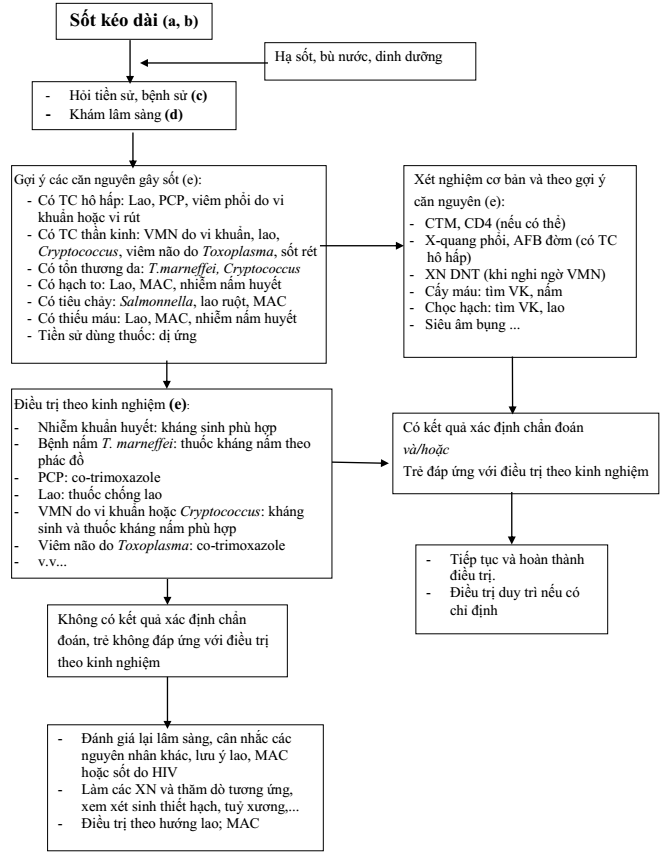 Sốt kéo dài (a, b)
Hạ sốt, bù nước, dinh dưỡng
- Hỏi tiền sử, bệnh sử (c)
- Khám lâm sàng (d)
Gợi ý các căn nguyên gây sốt (e):
- Có TC hô hấp: Lao, PCP, viêm phổi do vi
khuẩn hoặc vi rút
- Có TC thần kinh: VMN do vi khuẩn, lao,
Cryptococcus, viêm não do Toxoplasma, sốt rét
- Có tổn thương da: T.marneffei, Cryptococcus
- Có hạch to: Lao, MAC, nhiễm nấm huyết
- Có tiêu chảy: Salmonnella, lao ruột, MAC
- Có thiếu máu: Lao, MAC, nhiễm nấm huyết
- Tiền sử dùng thuốc: dị ứng
Xét nghiệm cơ bản và theo gợi ý
căn nguyên (e):
- CTM, CD4 (nếu có thể)
- X-quang phổi, AFB đờm (có TC
hô hấp)
- XN DNT (khi nghi ngờ VMN)
- Cấy máu: tìm VK, nấm
- Chọc hạch: tìm VK, lao
- Siêu âm bụng ...
Điều trị theo kinh nghiệm (e):
- Nhiễm khuẩn huyết: kháng sinh phù hợp
- Bệnh nấm T. marneffei: thuốc kháng nấm theo
phác đồ
- PCP: co-trimoxazole
- Lao: thuốc chống lao
- VMN do vi khuẩn hoặc Cryptococcus: kháng
sinh và thuốc kháng nấm phù hợp
- Viêm não do Toxoplasma: co-trimoxazole
- v.v...
Có kết quả xác định chẩn đoán
và/hoặc
Trẻ đáp ứng với điều trị theo kinh nghiệm
- Tiếp tục và hoàn thành
điều trị.
- Điều trị duy trì nếu có
chỉ định
Không có kết quả xác định chẩn
đoán, trẻ không đáp ứng với điều trị
theo kinh nghiệm
- Đánh giá lại lâm sàng, cân nhắc các
nguyên nhân khác, lưu ý lao, MAC
hoặc sốt do HIV
- Làm các XN và thăm dò tương ứng,
xem xét sinh thiết hạch, tuỷ xương,...
- Điều trị theo hướng lao; MAC